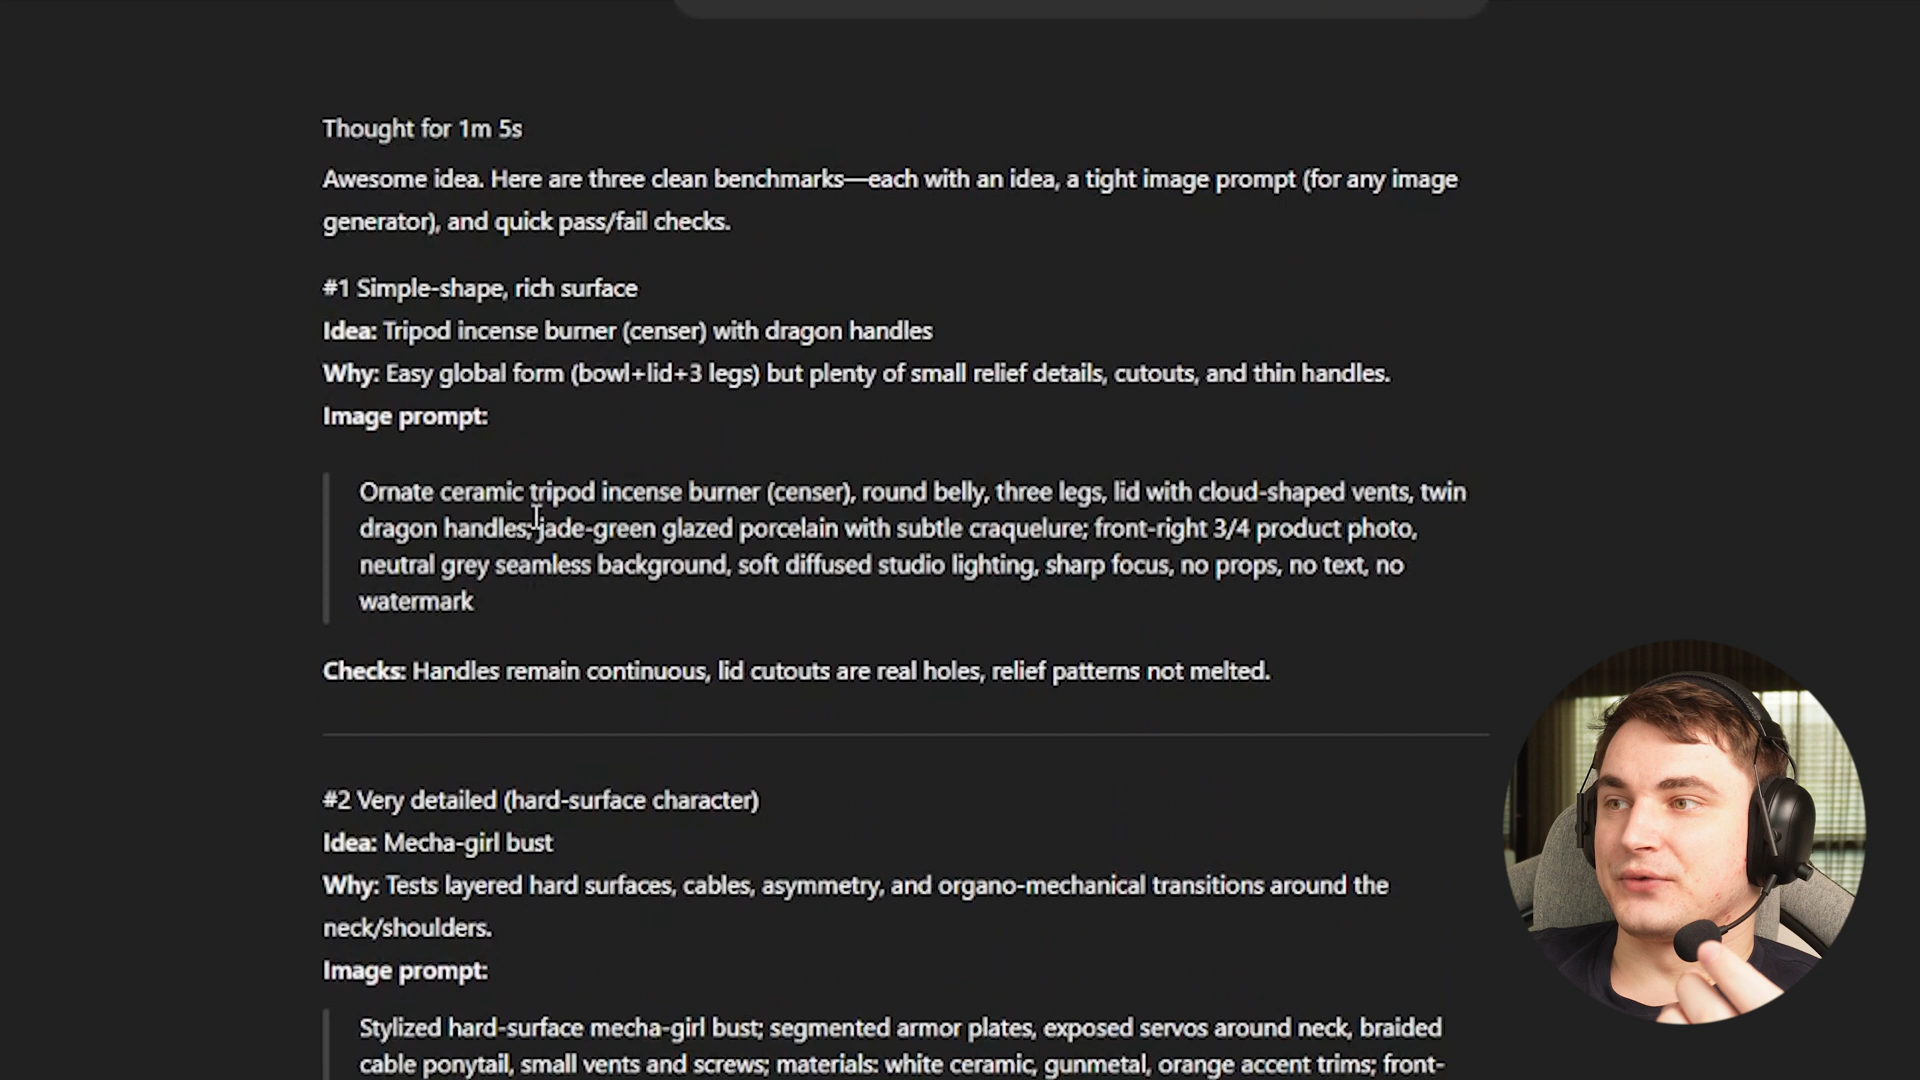 Thought for 1m 5s
Awesome idea. Here are three clean benchmarks—each with an idea, a tight image prompt (for any image
generator), and quick pass/fail checks.
#1 Simple-shape, rich surface
Idea: Tripod incense burner (censer) with dragon handles
Why: Easy global form (bowl+lid+3 legs) but plenty of small relief details, cutouts, and thin handles.
Image prompt:
Ornate ceramic tripod incense burner (censer), round belly, three legs, lid with cloud-shaped vents, twin
dragon handles; jade-green glazed porcelain with subtle craquelure; front-right 3/4 product photo,
neutral grey seamless background, soft diffused studio lighting, sharp focus, no props, no text, no
watermark
Checks: Handles remain continuous, lid cutouts are real holes, relief patterns not melted.
#2 Very detailed (hard-surface character)
Idea: Mecha-girl bust
Why: Tests layered hard surfaces, cables, asymmetry, and organo-mechanical transitions around the
neck/shoulders.
Image prompt:
Stylized hard-surface mecha-girl bust; segmented armor plates, exposed servos around neck, braided
cable ponytail, small vents and screws; materials: white ceramic, gunmetal, orange accent trims; front-